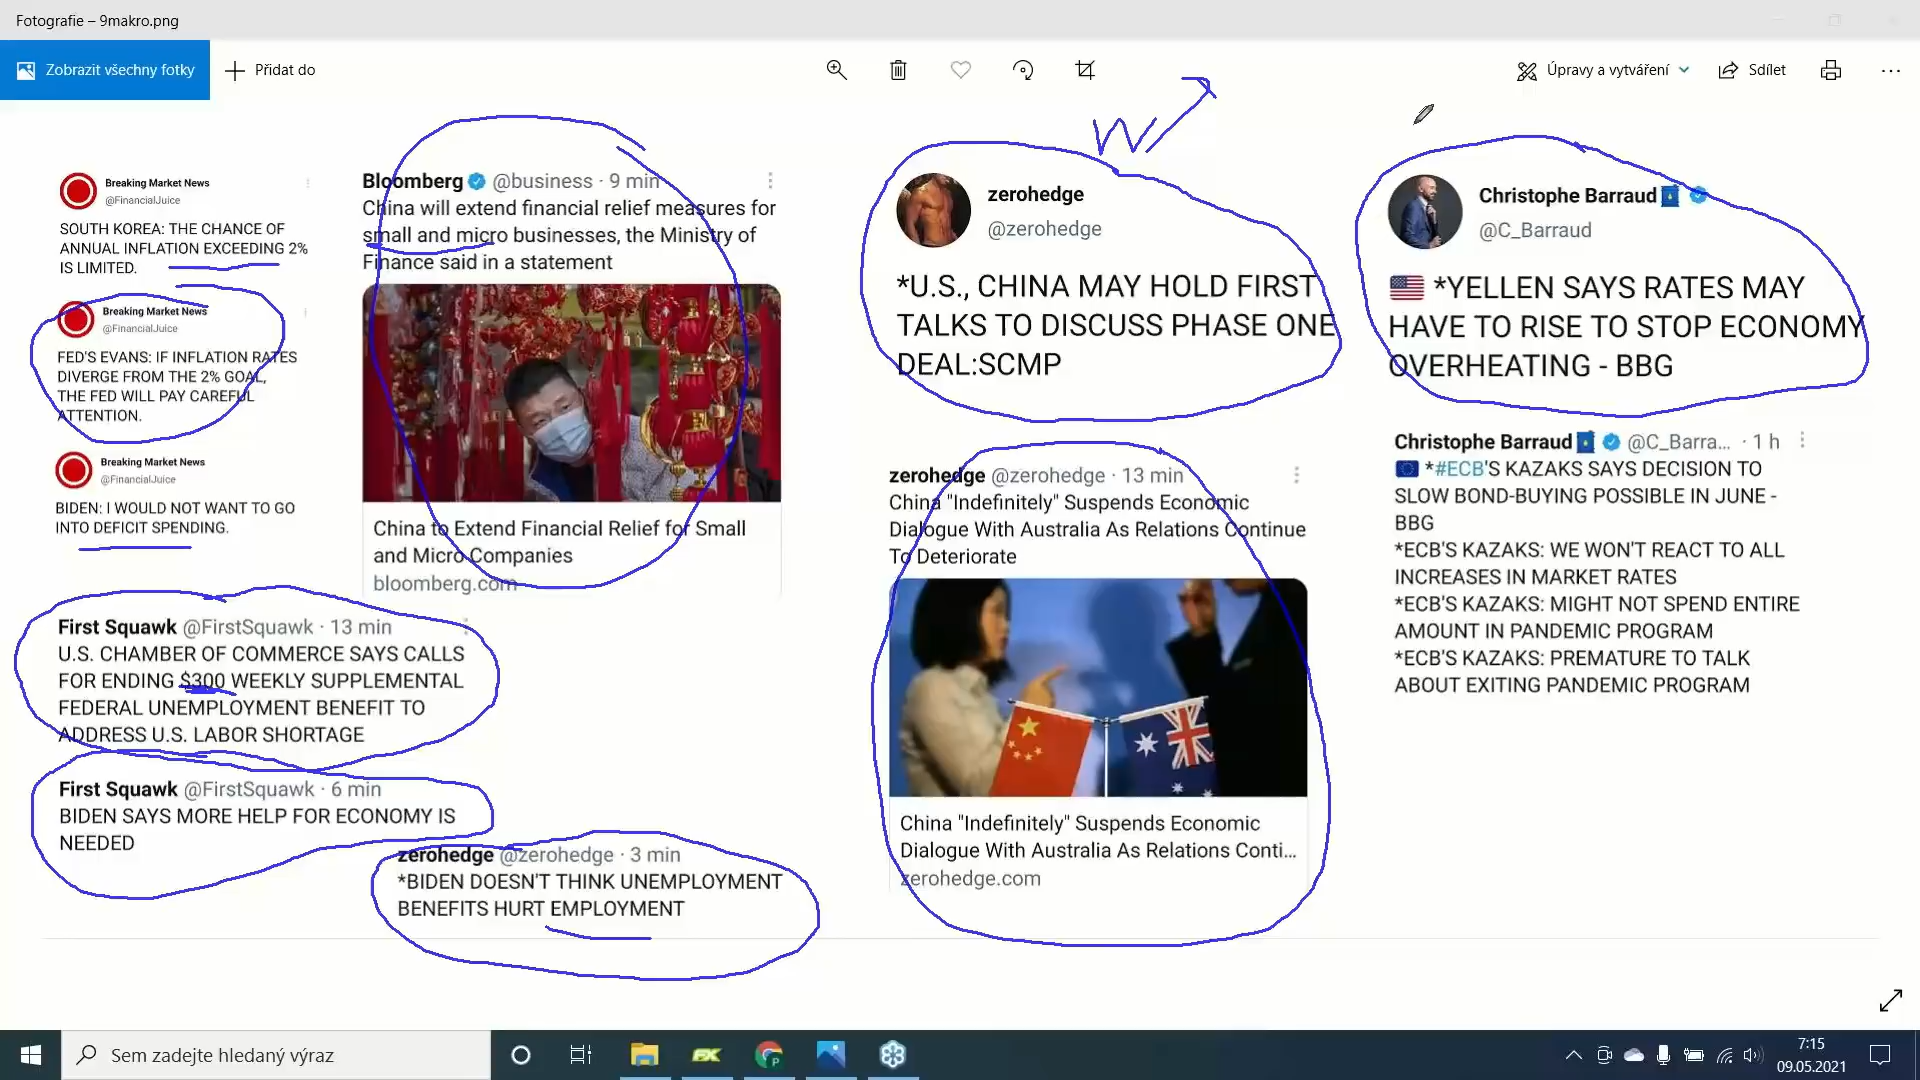 Fotografie – 9makro.png
Zobrazit všechny fotky
Přidat do
Úpravy a vytváření
Sdílet
Breaking Market News
@FinancialJuice
SOUTH KOREA: THE CHANCE OF
ANNUAL INFLATION EXCEEDING 2%
IS LIMITED.
Breaking Market News
@FinancialJuice
FED'S EVANS: IF INFLATION RATES
DIVERGE FROM THE 2% GOAL,
THE FED WILL PAY CAREFUL
ATTENTION.
Breaking Market News
@FinancialJuice
BIDEN: I WOULD NOT WANT TO GO
INTO DEFICIT SPENDING.
First Squawk @FirstSquawk · 13 min
U.S. CHAMBER OF COMMERCE SAYS CALLS
FOR ENDING $300 WEEKLY SUPPLEMENTAL
FEDERAL UNEMPLOYMENT BENEFIT TO
ADDRESS U.S. LABOR SHORTAGE
First Squawk @FirstSquawk · 6 min
BIDEN SAYS MORE HELP FOR ECONOMY IS
NEEDED
Bloomberg @business · 9 min
China will extend financial relief measures for
small and micro businesses, the Ministry of
Finance said in a statement
China to Extend Financial Relief for Small
and Micro Companies
bloomberg.com
zerohedge @zerohedge · 3 min
*BIDEN DOESN'T THINK UNEMPLOYMENT
BENEFITS HURT EMPLOYMENT
zerohedge
@zerohedge
*U.S., CHINA MAY HOLD FIRST
TALKS TO DISCUSS PHASE ONE
DEAL:SCMP
zerohedge @zerohedge · 13 min
China "Indefinitely" Suspends Economic
Dialogue With Australia As Relations Continue
To Deteriorate
China "Indefinitely" Suspends Economic
Dialogue With Australia As Relations Conti...
zerohedge.com
Christophe Barraud
@C_Barraud
*YELLEN SAYS RATES MAY
HAVE TO RISE TO STOP ECONOMY
OVERHEATING - BBG
Christophe Barraud @C_Barra... · 1 h
*#ECB'S KAZAKS SAYS DECISION TO
SLOW BOND-BUYING POSSIBLE IN JUNE -
BBG
*ECB'S KAZAKS: WE WON'T REACT TO ALL
INCREASES IN MARKET RATES
*ECB'S KAZAKS: MIGHT NOT SPEND ENTIRE
AMOUNT IN PANDEMIC PROGRAM
*ECB'S KAZAKS: PREMATURE TO TALK
ABOUT EXITING PANDEMIC PROGRAM
Sem zadejte hledaný výraz
FX
P
7:15
09.05.2021